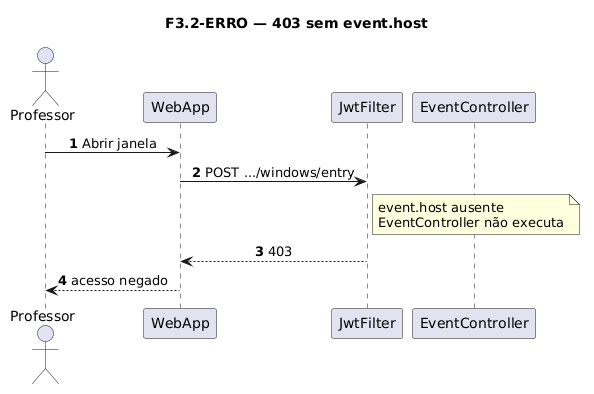 F3.2-ERRO — 403 sem event.host
Professor
WebApp
JwtFilter
EventController
1 Abrir janela
2 POST .../windows/entry
event.host ausente
EventController não executa
3 403
4 acesso negado
Professor
WebApp
JwtFilter
EventController